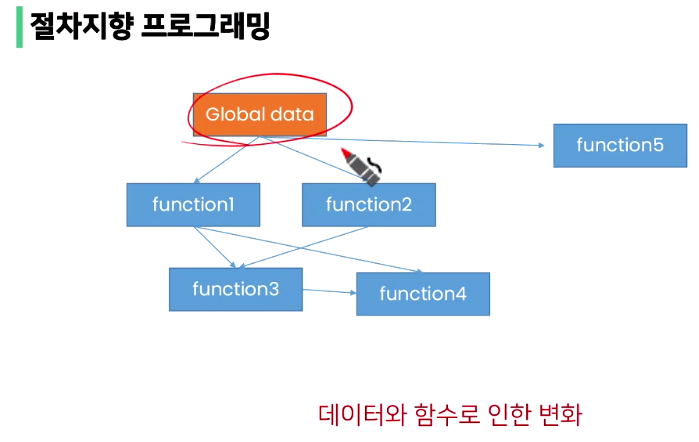 절차지향 프로그래밍
Global data
function5
function1
function2
function3
function4
데이터와 함수로 인한 변화